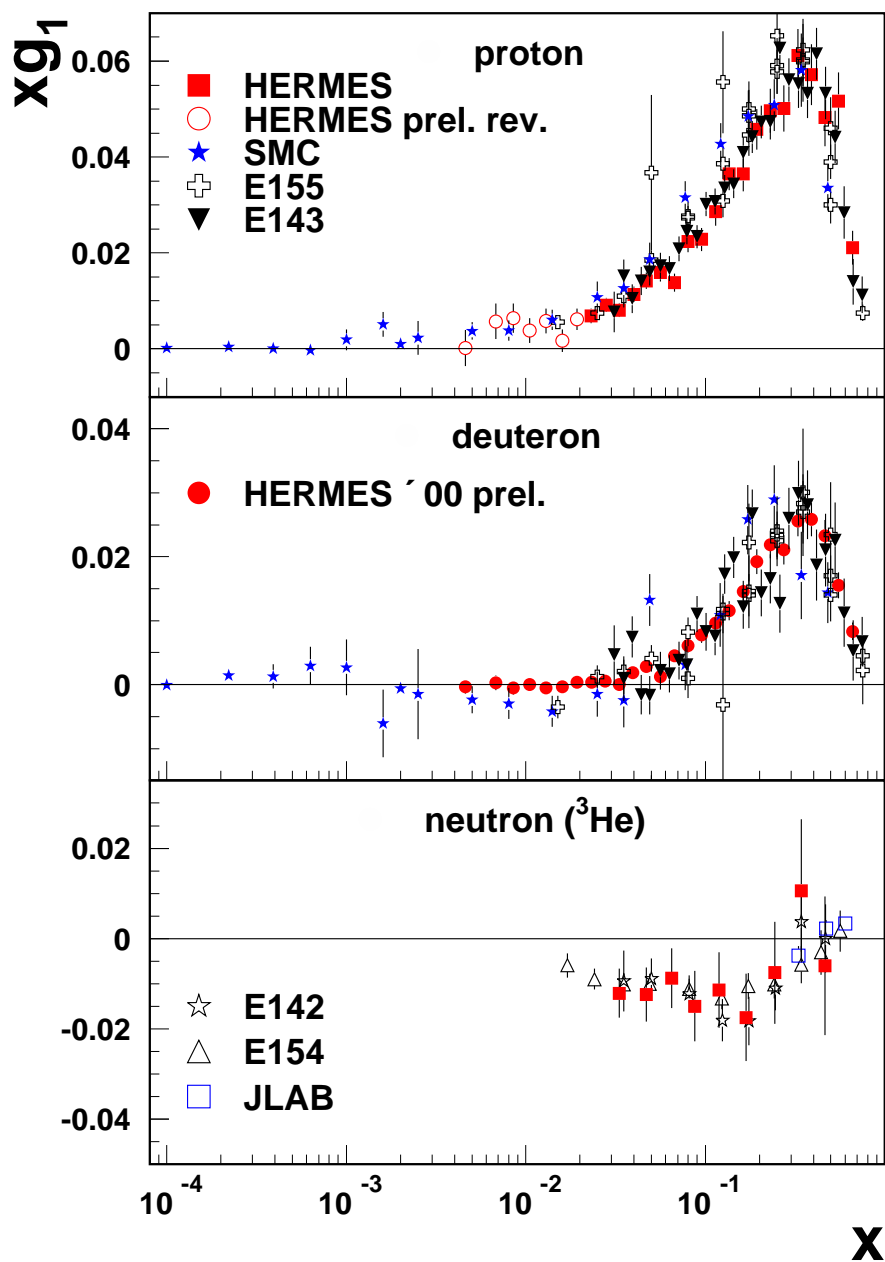 xg₁
proton
0.06
HERMES
HERMES prel. rev.
SMC
0.04
E155
E143
0.02
0
deuteron
0.04
HERMES ´00 prel.
0.02
0
neutron (³He)
0.02
0
E142
-0.02
E154
JLAB
-0.04
10⁻⁴ 10⁻³ 10⁻² 10⁻¹
x